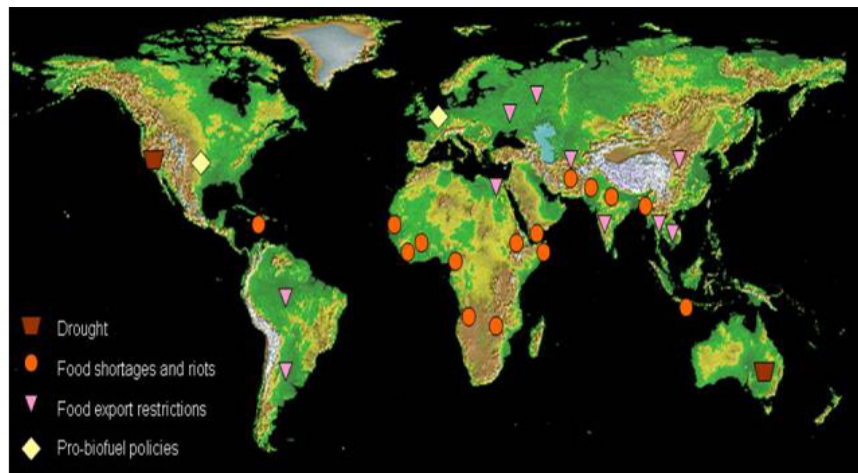 Drought
Food shortages and riots
Food export restrictions
Pro-biofuel policies